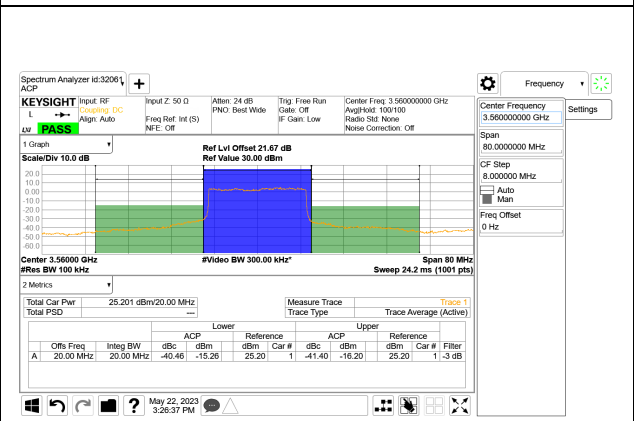 Spectrum Analyzer id:32061
ACP
Frequency
KEYSIGHT Input: RF Input Z: 50 Ω Atten: 24 dB Trig: Free Run Center Freq: 3.560000000 GHz
L Coupling: DC PNO: Best Wide Gate: Off Avg|Hold: 100/100
Align: Auto Freq Ref: Int (S) IF Gain: Low Radio Std: None
LXI PASS NFE: Off Noise Correction: Off
Center Frequency
3.560000000 GHz
Settings
Span
80.0000000 MHz
CF Step
8.000000 MHz
Auto
Man
Freq Offset
0 Hz
1 Graph
Ref Lvl Offset 21.67 dB
Scale/Div 10.0 dB Ref Value 30.00 dBm
20.0
10.0
0.00
-10.0
-20.0
-30.0
-40.0
-50.0
-60.0
Center 3.56000 GHz #Video BW 300.00 kHz* Span 80 MHz
#Res BW 100 kHz Sweep 24.2 ms (1001 pts)
2 Metrics
Total Car Pwr 25.201 dBm/20.00 MHz Measure Trace Trace 1
Total PSD --- Trace Type Trace Average (Active)
Lower Upper
ACP Reference ACP Reference
Offs Freq Integ BW dBc dBm dBm Car # dBc dBm dBm Car # Filter
A 20.00 MHz 20.00 MHz -40.46 -15.26 25.20 1 -41.40 -16.20 25.20 1 -3 dB
?
May 22, 2023
3:26:37 PM